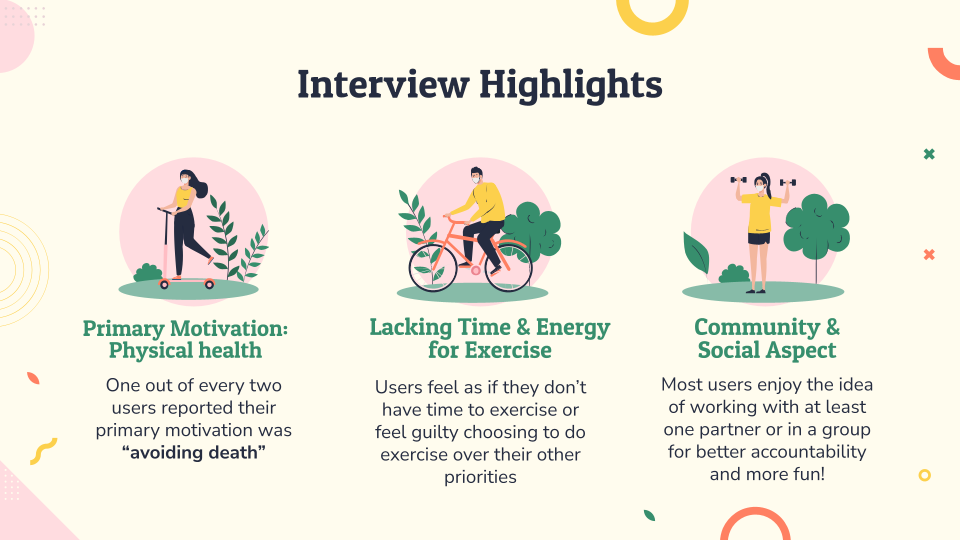 Interview Highlights
Primary Motivation:
Physical health
One out of every two
users reported their
primary motivation was
“avoiding death”
Lacking Time & Energy
for Exercise
Users feel as if they don’t
have time to exercise or
feel guilty choosing to do
exercise over their other
priorities
Community &
Social Aspect
Most users enjoy the idea
of working with at least
one partner or in a group
for better accountability
and more fun!